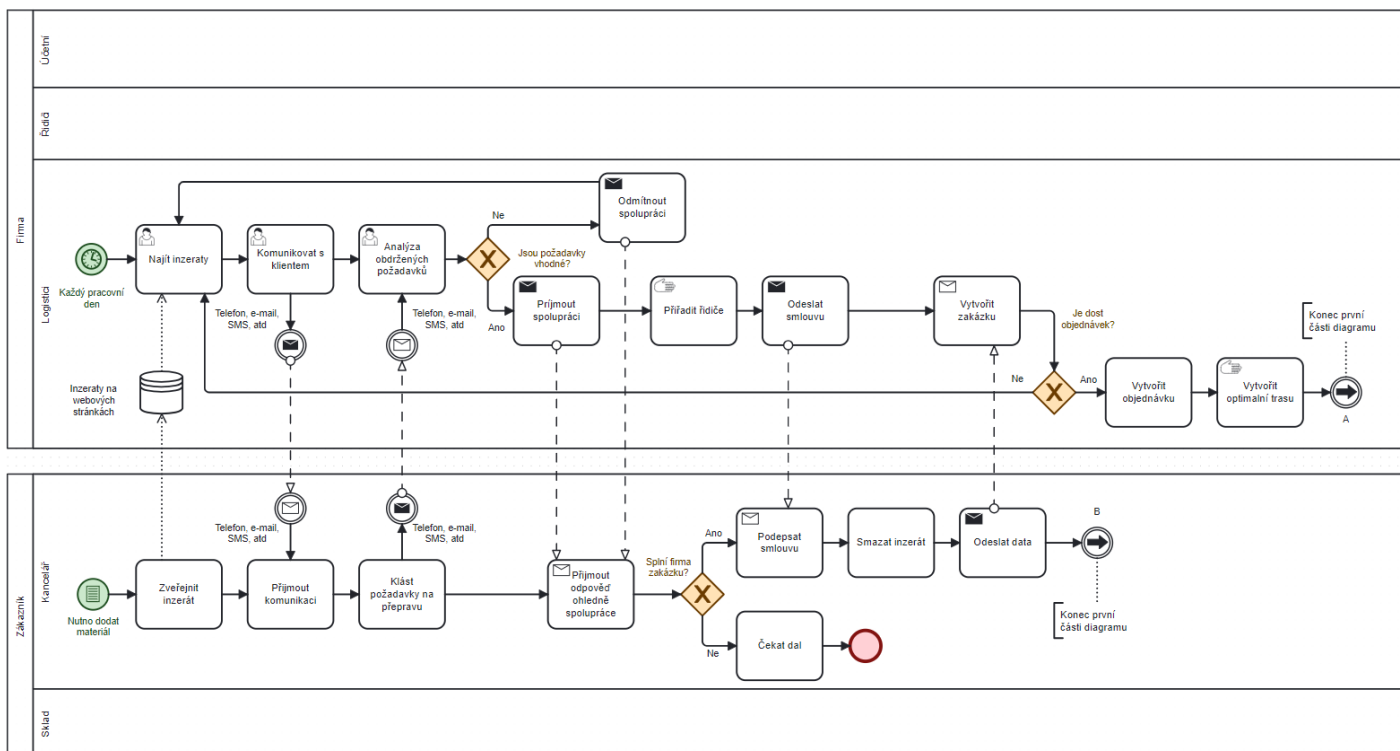 Firma
Účetní
Řidič
Logistici
Každý pracovní
den
Najít inzeraty
Komunikovat s
klientem
Analýza
obdržených
požadavků
Ne
Jsou požadavky
vhodné?
Ano
Odmítnout
spolupráci
Príjmout
spolupráci
Přiřadit řidiče
Odeslat
smlouvu
Vytvořit
zakázku
Je dost
objednávek?
Ne
Ano
Vytvořit
objednávku
Vytvořit
optimalní trasu
Konec první
části diagramu
A
Telefon, e-mail,
SMS, atd
Telefon, e-mail,
SMS, atd
Inzeraty na
webových
stránkách
Zákazník
Kancelář
Sklad
Nutno dodat
materiál
Zveřejnit
inzerát
Telefon, e-mail,
SMS, atd
Přijmout
komunikaci
Telefon, e-mail,
SMS, atd
Klást
požadavky na
přepravu
Přijmout
odpověď
ohledně
spolupráce
Splní firma
zakázku?
Ano
Ne
Podepsat
smlouvu
Smazat inzerát
Odeslat data
B
Konec první
části diagramu
Čekat dal